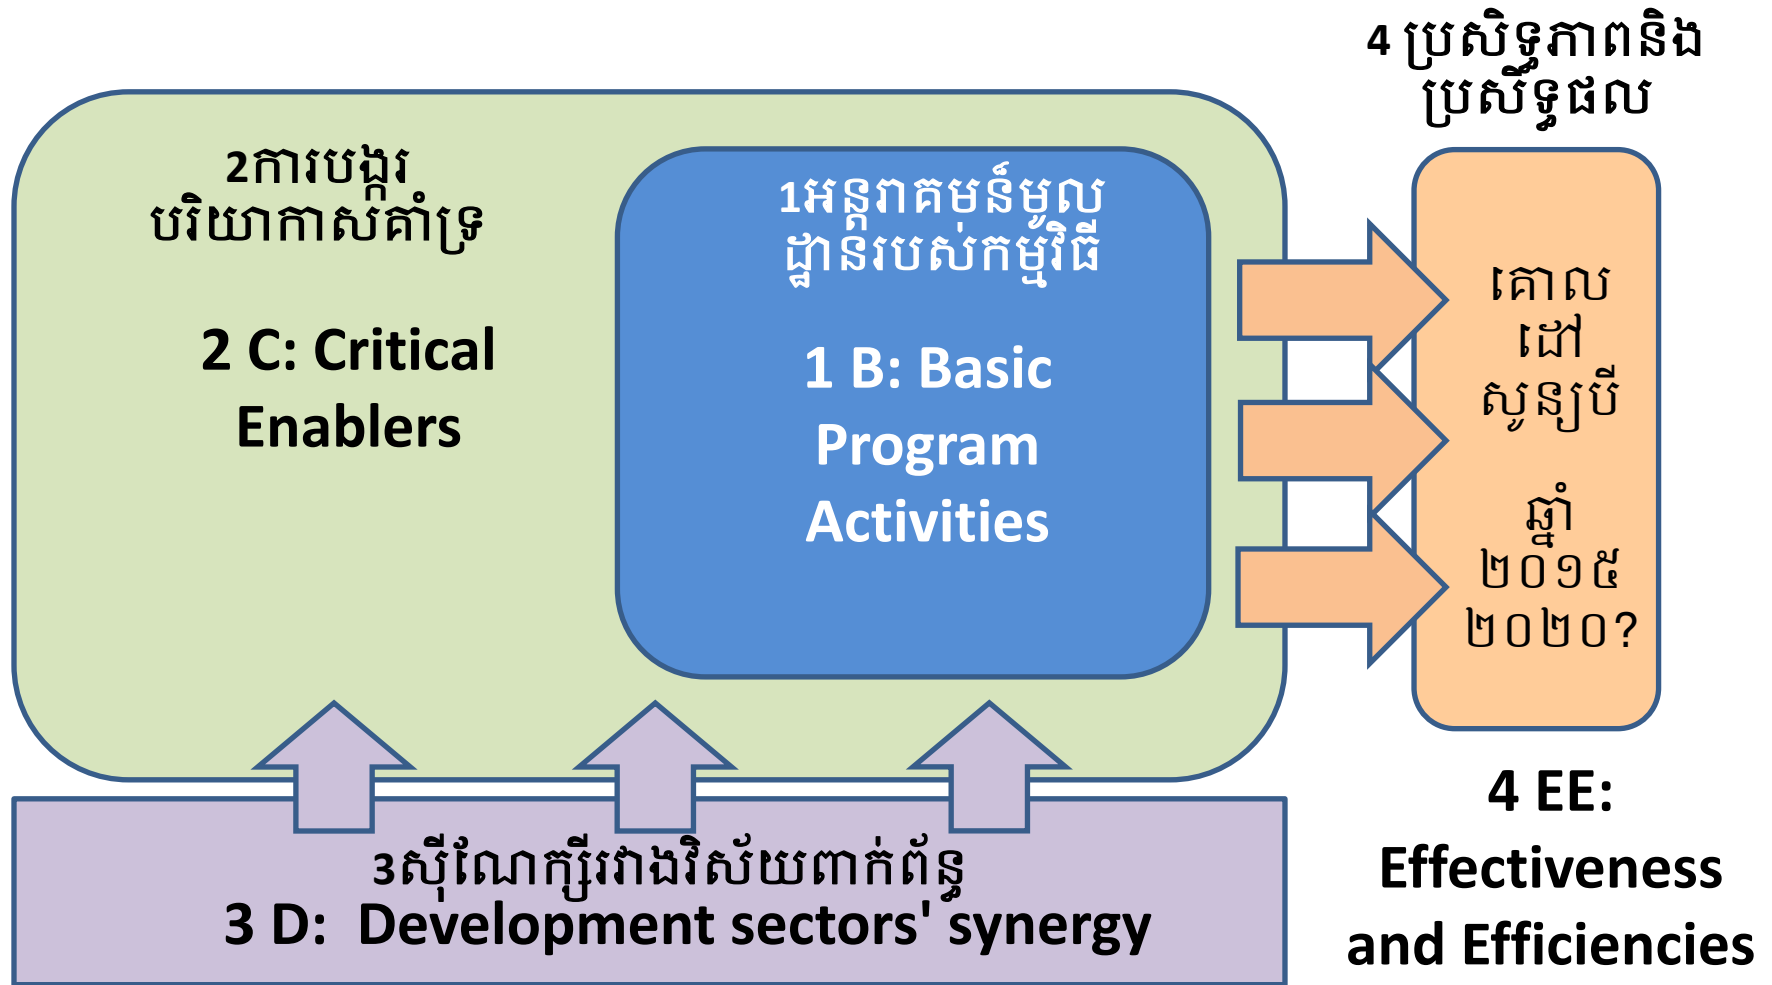 4 ប្រសិទ្ធភាពនិង
ប្រសិទ្ធផល
2ការបង្ករ
បរិយាកាសគាំទ្រ
2 C: Critical
Enablers
1អន្តរាគមន៍មូល
ដ្ឋានរបស់កម្មវិធី
1 B: Basic
Program
Activities
គោល
ដៅ
សូន្យបី
ឆ្នាំ
២០១៥
២០២០?
3ស៊ីណែក្សីរវាងវិស័យពាក់ព័ន្ធ
3 D: Development sectors' synergy
4 EE:
Effectiveness
and Efficiencies